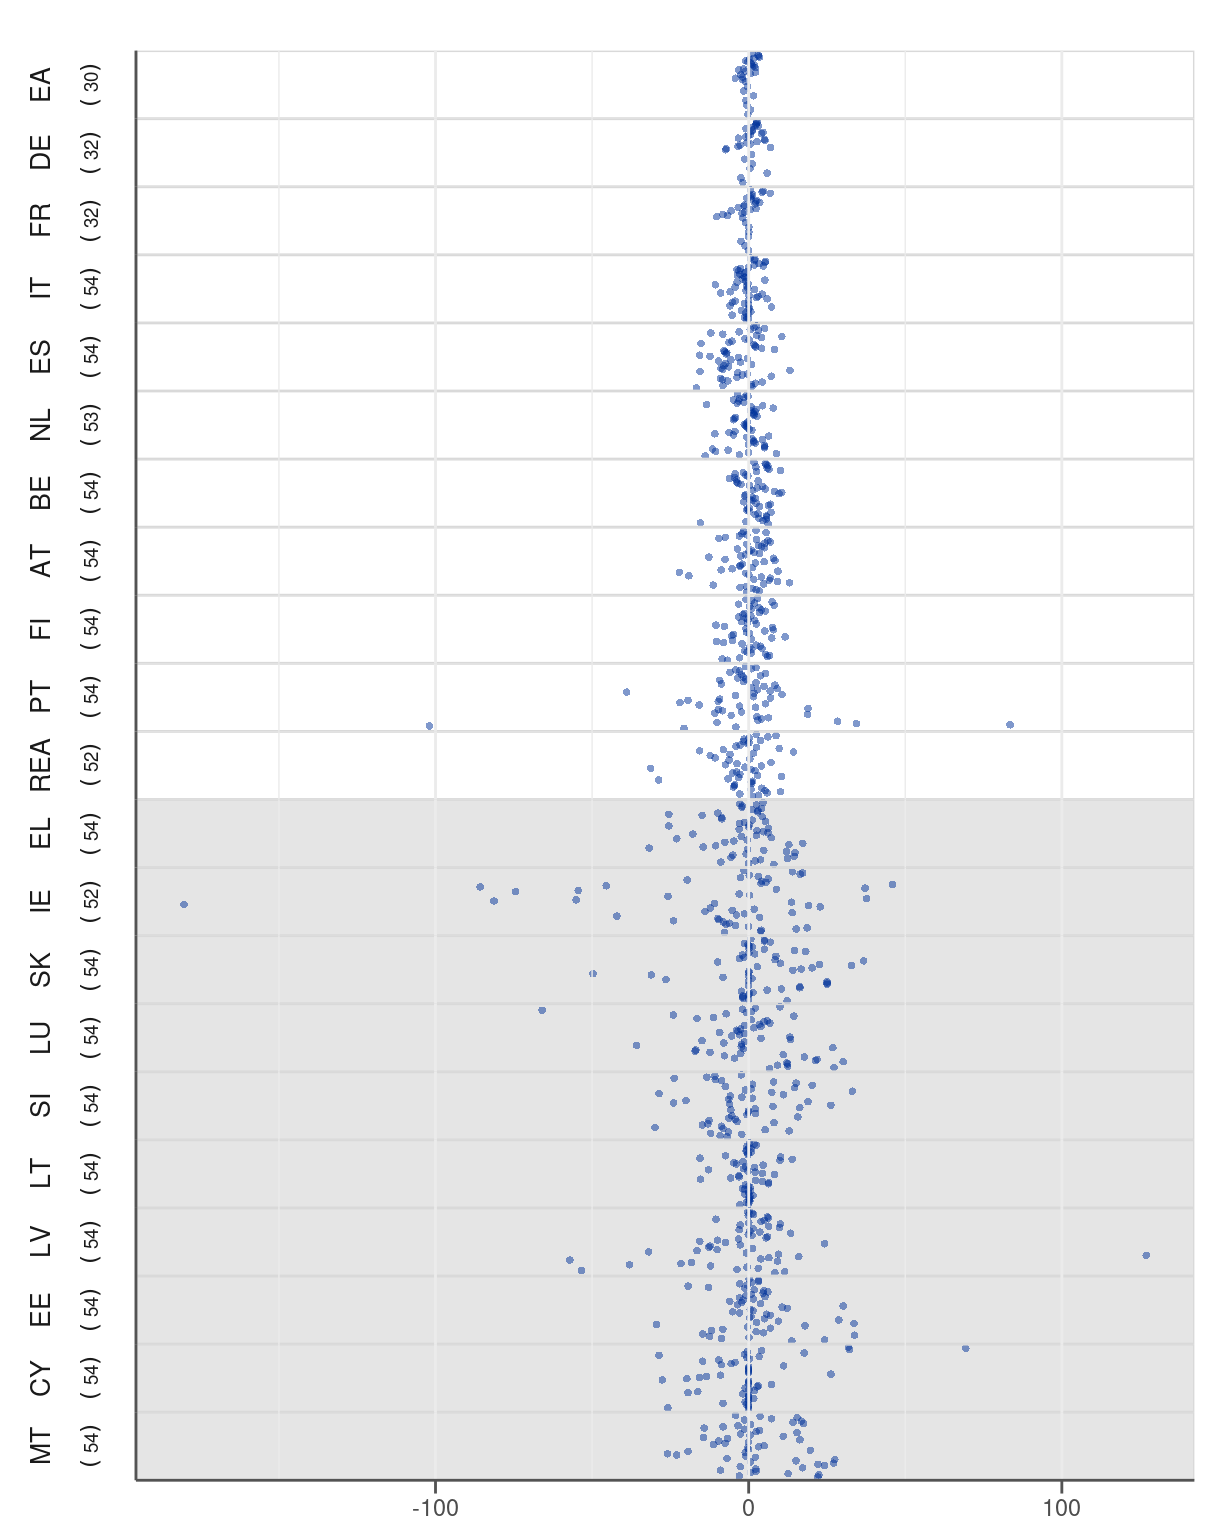 EA ( 30)
DE ( 32)
FR ( 32)
IT ( 54)
ES ( 54)
NL ( 53)
BE ( 54)
AT ( 54)
FI ( 54)
PT ( 54)
REA ( 52)
EL ( 54)
IE ( 52)
SK ( 54)
LU ( 54)
SI ( 54)
LT ( 54)
LV ( 54)
EE ( 54)
CY ( 54)
MT ( 54)
-100 0 100